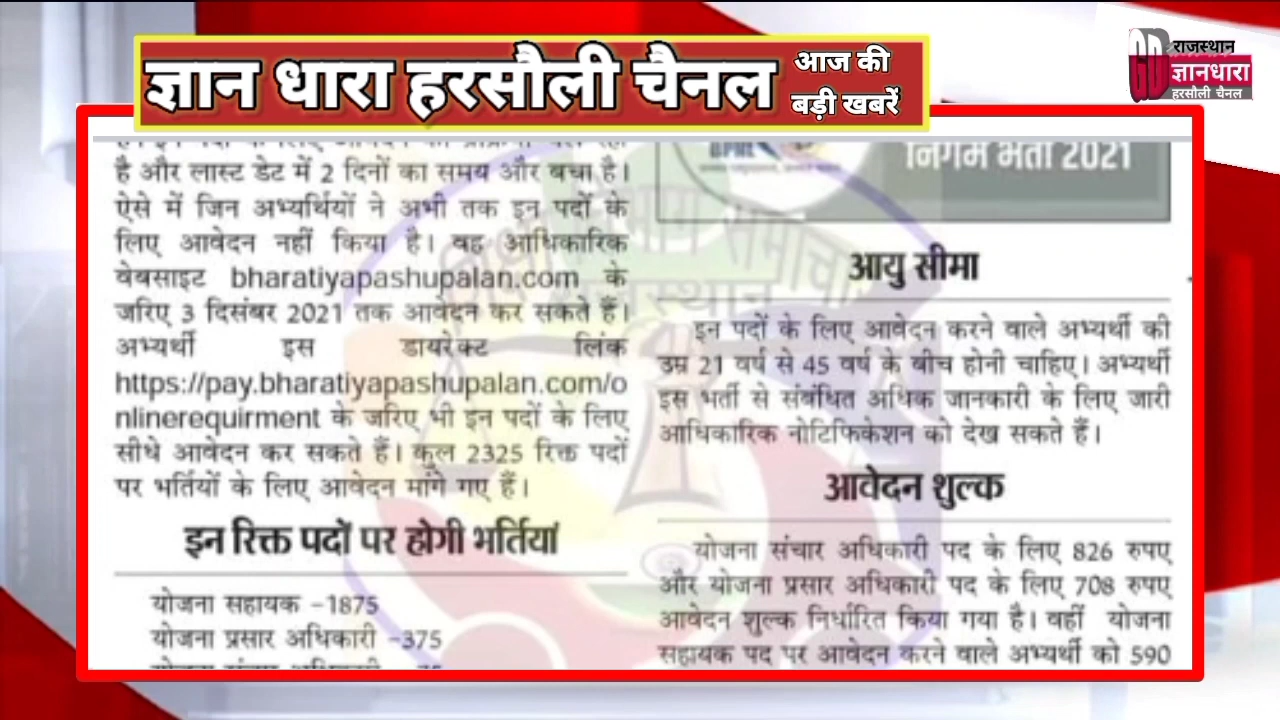 ज्ञान धारा हरसौली चैनल
आज की
बड़ी खबरें
राजस्थान
ज्ञानधारा
हरसौली चैनल
है और लास्ट डेट में 2 दिनों का समय और बचा है।
ऐसे में जिन अभ्यर्थियों ने अभी तक इन पदों के
लिए आवेदन नहीं किया है। वह आधिकारिक
वेबसाइट bharatiyapashupalan.com के
जरिए 3 दिसंबर 2021 तक आवेदन कर सकते हैं।
अभ्यर्थी इस डायरेक्ट लिंक
https://pay.bharatiyapashupalan.com/o
nlinerequirment के जरिए भी इन पदों के लिए
सीधे आवेदन कर सकते हैं। कुल 2325 रिक्त पदों
पर भर्तियों के लिए आवेदन मांगे गए हैं।
इन रिक्त पदों पर होगी भर्तियां
योजना सहायक -1875
योजना प्रसार अधिकारी -375
निगम भर्ती 2021
आयु सीमा
इन पदों के लिए आवेदन करने वाले अभ्यर्थी की
उम्र 21 वर्ष से 45 वर्ष के बीच होनी चाहिए। अभ्यर्थी
इस भर्ती से संबंधित अधिक जानकारी के लिए जारी
आधिकारिक नोटिफिकेशन को देख सकते हैं।
आवेदन शुल्क
योजना संचार अधिकारी पद के लिए 826 रुपए
और योजना प्रसार अधिकारी पद के लिए 708 रुपए
आवेदन शुल्क निर्धारित किया गया है। वहीं योजना
सहायक पद पर आवेदन करने वाले अभ्यर्थी को 590